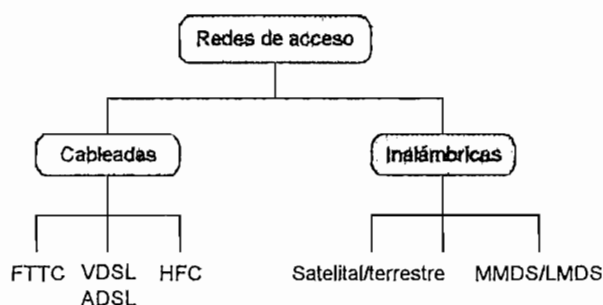 Redes de acceso
Cableadas
Inalámbricas
FTTC
VDSL
ADSL
HFC
Satelital/terrestre
MMDS/LMDS